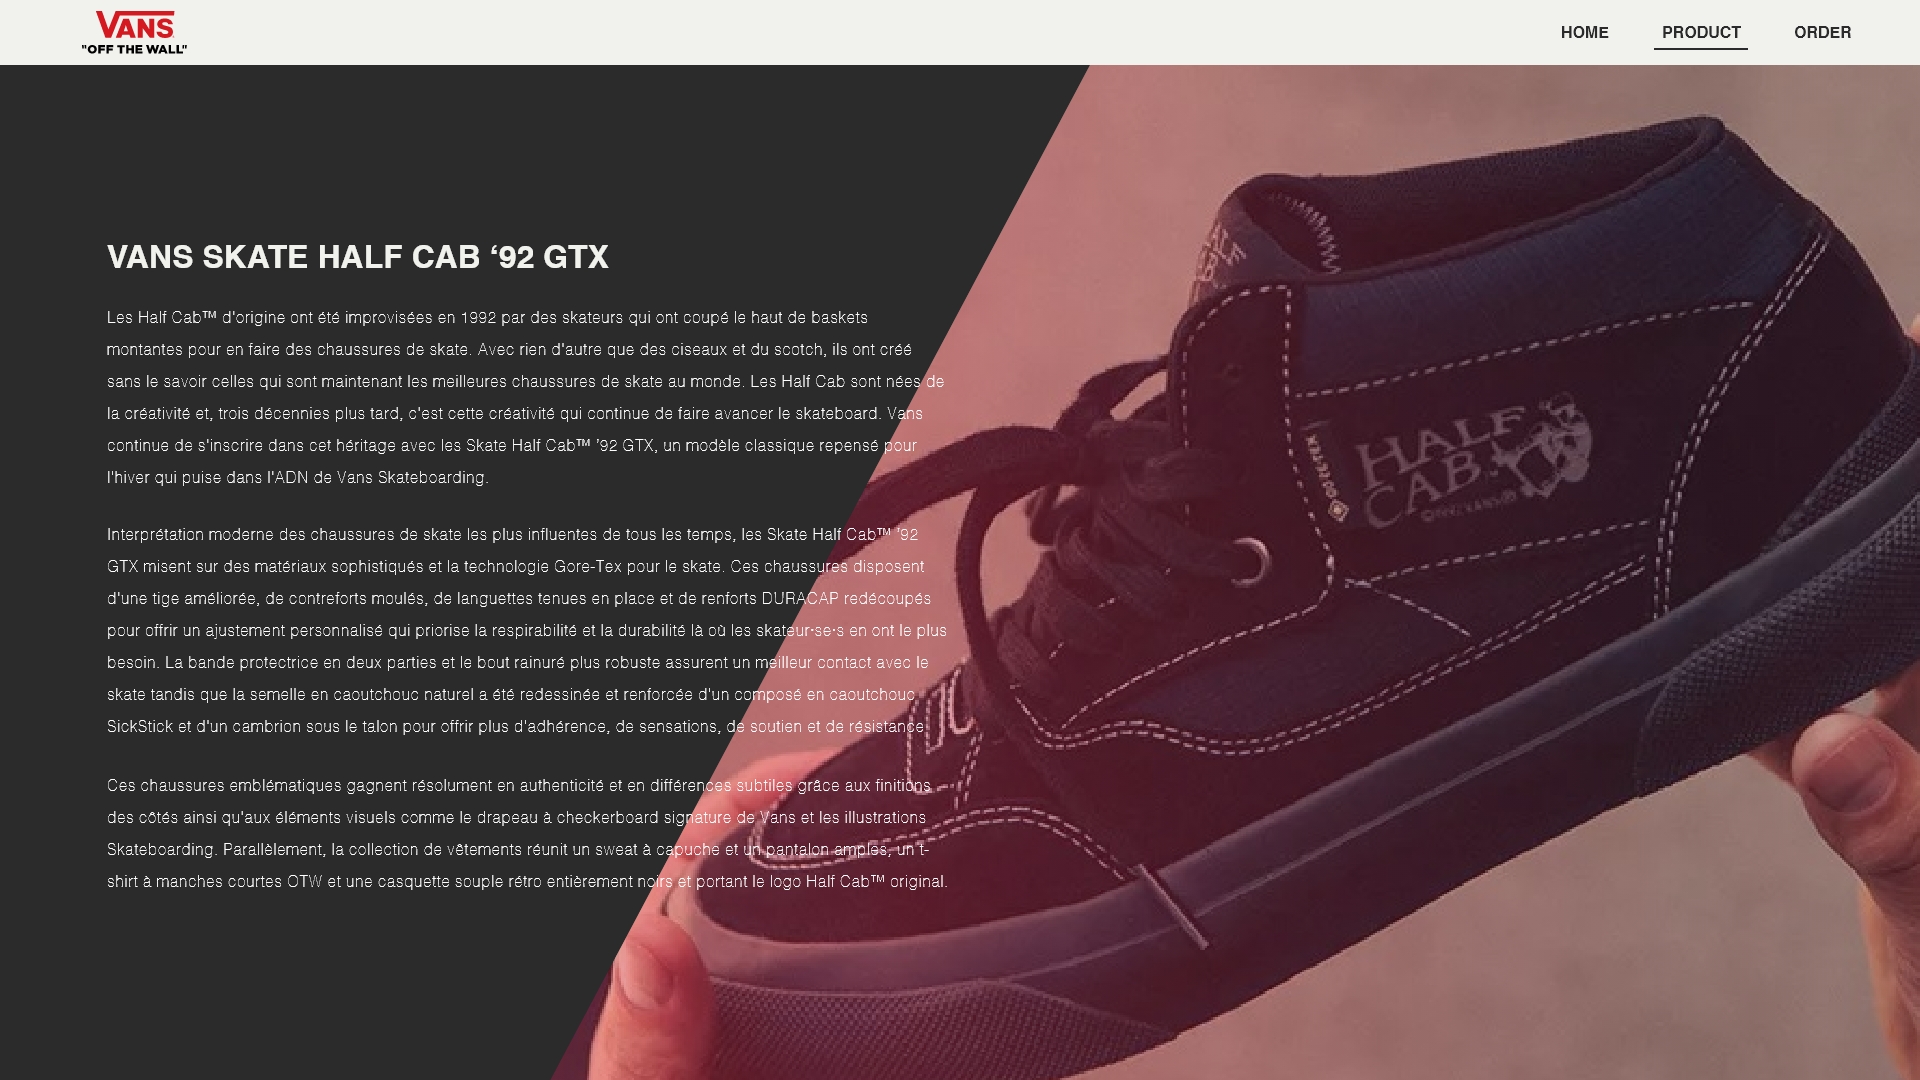 VANS
"OFF THE WALL"
HOME
PRODUCT
ORDER
VANS SKATE HALF CAB ‘92 GTX
Les Half Cab™ d'origine ont été improvisées en 1992 par des skateurs qui ont coupé le haut de baskets
montantes pour en faire des chaussures de skate. Avec rien d'autre que des ciseaux et du scotch, ils ont créé
sans le savoir celles qui sont maintenant les meilleures chaussures de skate au monde. Les Half Cab sont nées de
la créativité et, trois décennies plus tard, c'est cette créativité qui continue de faire avancer le skateboard. Vans
continue de s'inscrire dans cet héritage avec les Skate Half Cab™ ’92 GTX, un modèle classique repensé pour
l'hiver qui puise dans l'ADN de Vans Skateboarding.
Interprétation moderne des chaussures de skate les plus influentes de tous les temps, les Skate Half Cab™ ’92
GTX misent sur des matériaux sophistiqués et la technologie Gore-Tex pour le skate. Ces chaussures disposent
d'une tige améliorée, de contreforts moulés, de languettes tenues en place et de renforts DURACAP redécoupés
pour offrir un ajustement personnalisé qui priorise la respirabilité et la durabilité là où les skateur·se·s en ont le plus
besoin. La bande protectrice en deux parties et le bout rainuré plus robuste assurent un meilleur contact avec le
skate tandis que la semelle en caoutchouc naturel a été redessinée et renforcée d'un composé en caoutchouc
SickStick et d'un cambrion sous le talon pour offrir plus d'adhérence, de sensations, de soutien et de résistance.
Ces chaussures emblématiques gagnent résolument en authenticité et en différences subtiles grâce aux finitions
des côtés ainsi qu'aux éléments visuels comme le drapeau à checkerboard signature de Vans et les illustrations
Skateboarding. Parallèlement, la collection de vêtements réunit un sweat à capuche et un pantalon amples, un t-
shirt à manches courtes OTW et une casquette souple rétro entièrement noirs et portant le logo Half Cab™ original.
HALF
CAB
GORE-TEX
HALF